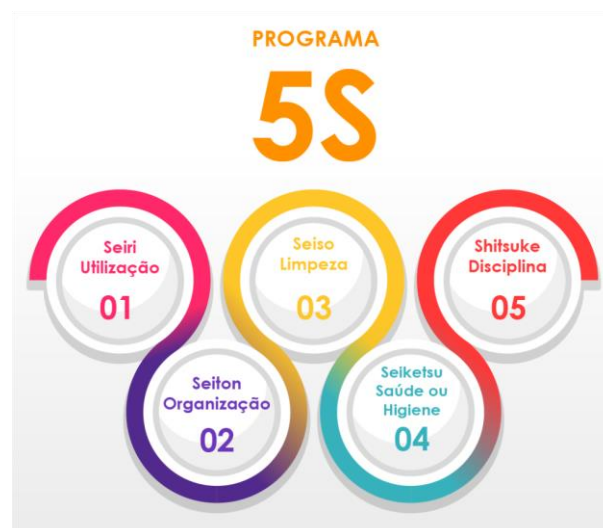 PROGRAMA
5S
Seiri
Utilização
01
Seiton
Organização
02
Seiso
Limpeza
03
Seiketsu
Saúde ou
Higiene
04
Shitsuke
Disciplina
05